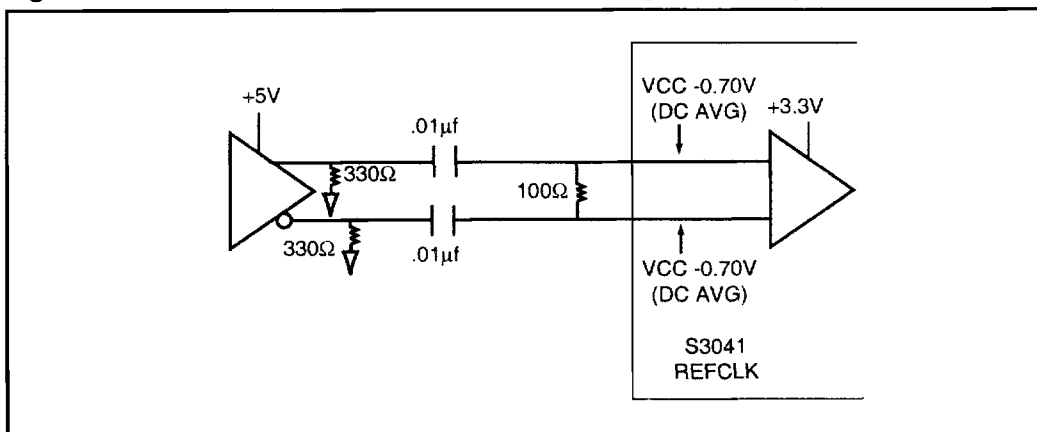 +5V
.01µf
VCC -0.70V
(DC AVG)
+3.3V
330Ω
100Ω
330Ω
.01µf
VCC -0.70V
(DC AVG)
S3041
REFCLK